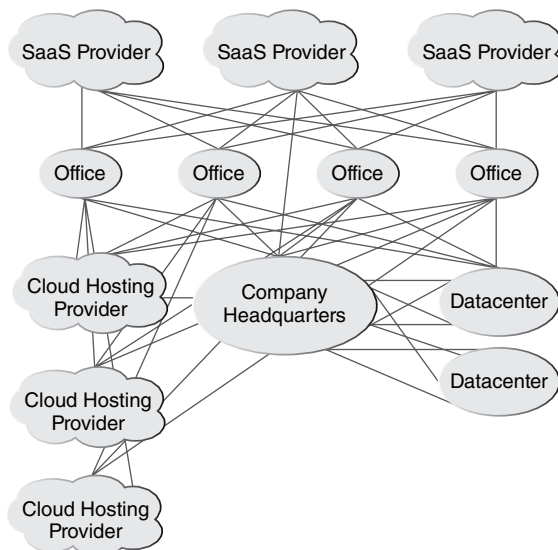 SaaS Provider
SaaS Provider
SaaS Provider
Office
Office
Office
Office
Cloud Hosting
Provider
Company
Headquarters
Datacenter
Datacenter
Cloud Hosting
Provider
Cloud Hosting
Provider